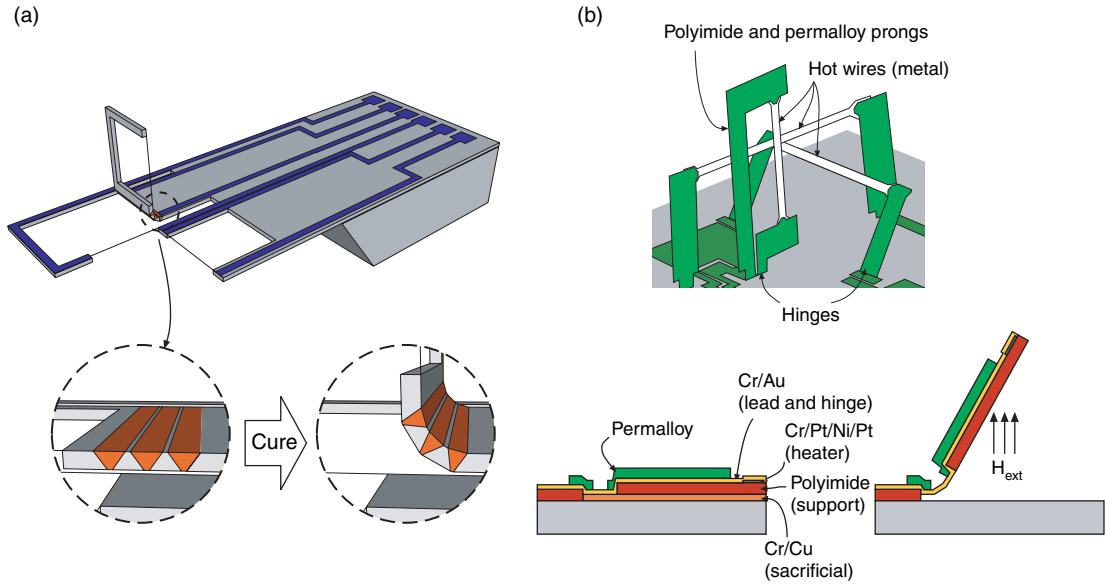 (a)
Cure
(b)
Polyimide and permalloy prongs
Hot wires (metal)
Hinges
Permalloy
Cr/Au
(lead and hinge)
Cr/Pt/Ni/Pt
(heater)
Polyimide
(support)
Cr/Cu
(sacrificial)
Hext